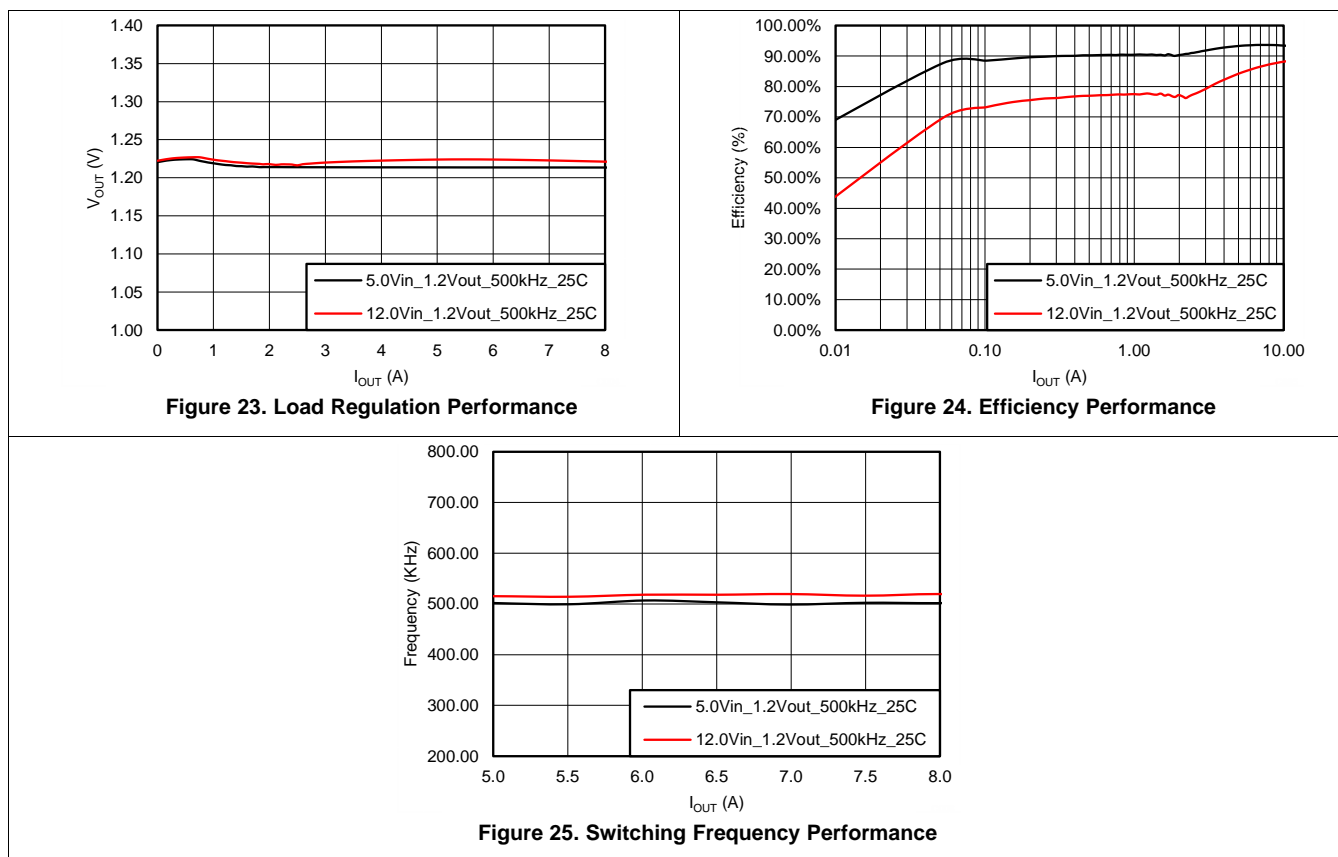 1.40
1.35
1.30
1.25
1.20
1.15
1.10
1.05
1.00
VOUT (V)
5.0Vin_1.2Vout_500kHz_25C
12.0Vin_1.2Vout_500kHz_25C
0 1 2 3 4 5 6 7 8
IOUT (A)
Figure 23. Load Regulation Performance
100.00%
90.00%
80.00%
70.00%
60.00%
50.00%
40.00%
30.00%
20.00%
10.00%
0.00%
Efficiency (%)
5.0Vin_1.2Vout_500kHz_25C
12.0Vin_1.2Vout_500kHz_25C
0.01 0.10 1.00 10.00
IOUT (A)
Figure 24. Efficiency Performance
800.00
700.00
600.00
500.00
400.00
300.00
200.00
Frequency (KHz)
5.0Vin_1.2Vout_500kHz_25C
12.0Vin_1.2Vout_500kHz_25C
5.0 5.5 6.0 6.5 7.0 7.5 8.0
IOUT (A)
Figure 25. Switching Frequency Performance